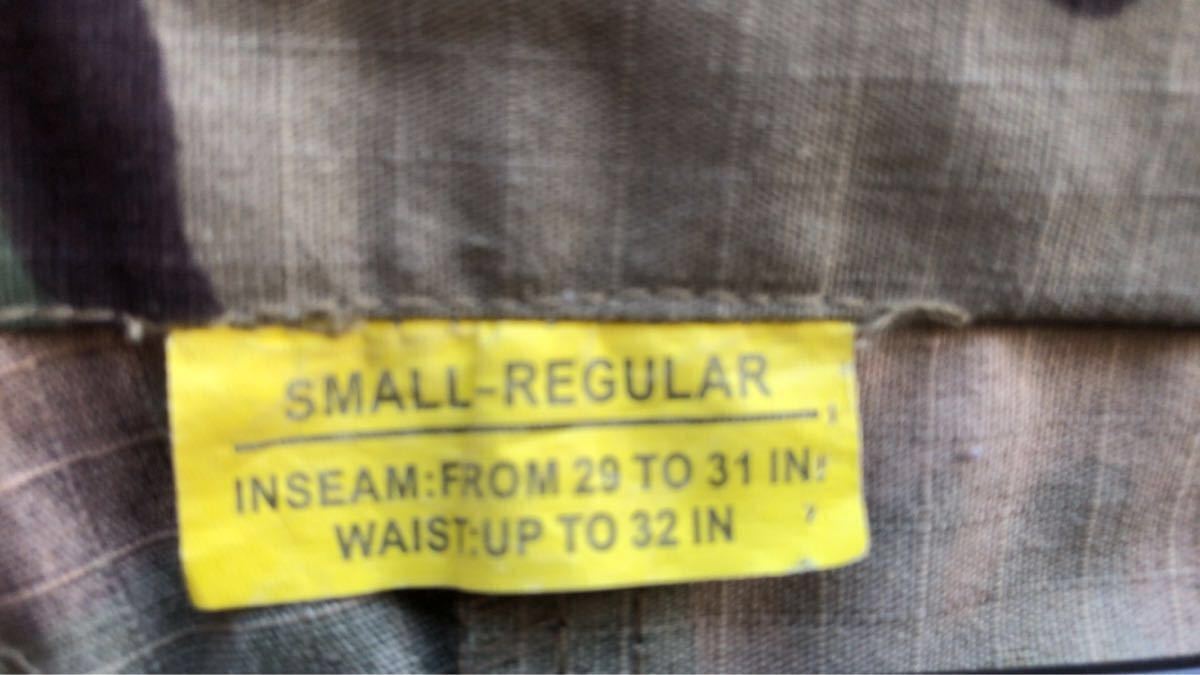 SMALL-REGULAR
INSEAM:FROM 29 TO 31 IN
WAIST:UP TO 32 IN